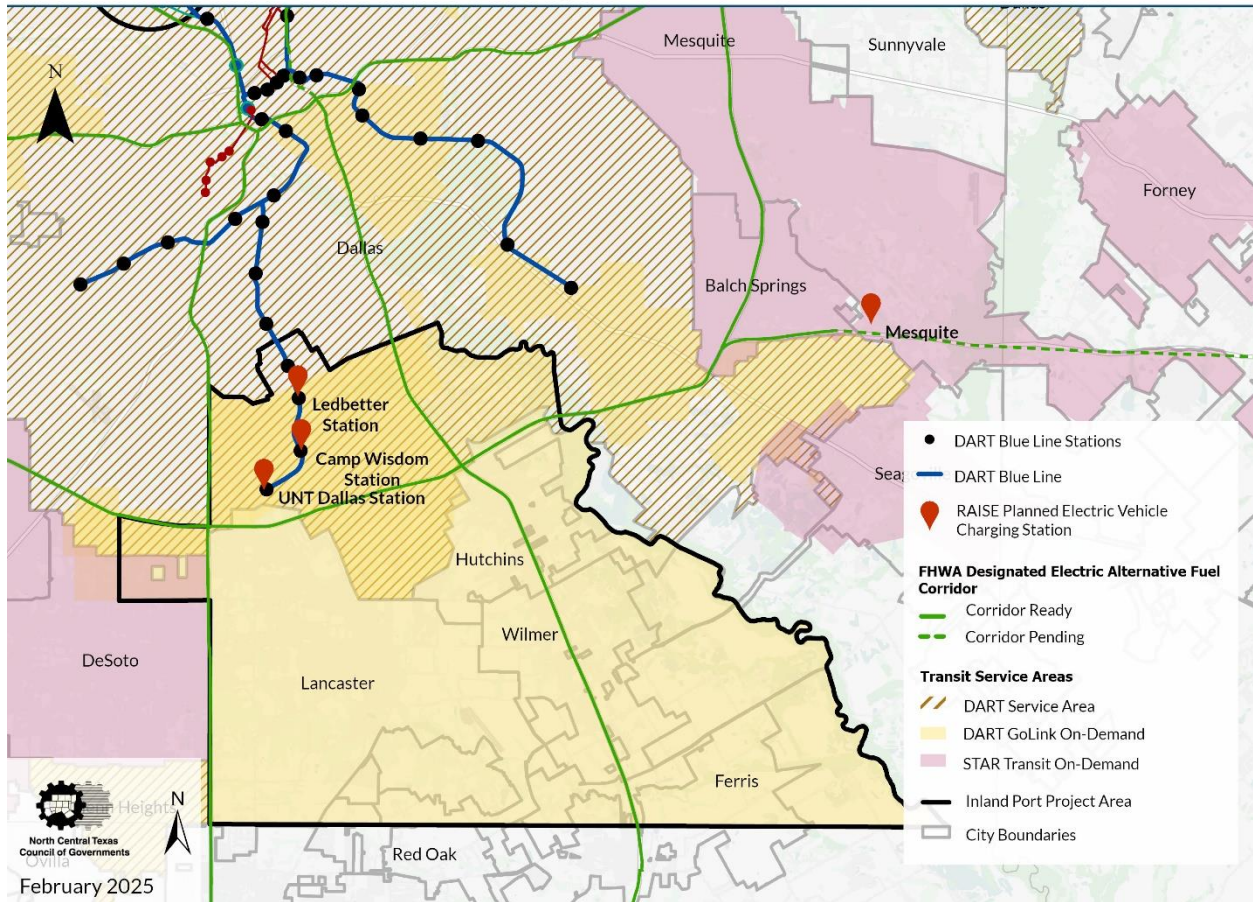 Dallas
Mesquite
Sunnyvale
N
Forney
Dallas
Balch Springs
Mesquite
Ledbetter
Station
Camp Wisdom
Station
UNT Dallas Station
Hutchins
Wilmer
DeSoto
Lancaster
Ferris
Red Oak
Ovilla
N
North Central Texas
Council of Governments
February 2025
DART Blue Line Stations
DART Blue Line
RAISE Planned Electric Vehicle
Charging Station
FHWA Designated Electric Alternative Fuel
Corridor
Corridor Ready
Corridor Pending
Transit Service Areas
DART Service Area
DART GoLink On-Demand
STAR Transit On-Demand
Inland Port Project Area
City Boundaries